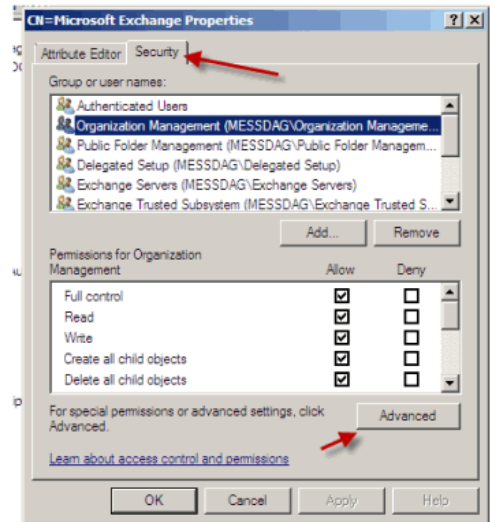 CN=Microsoft Exchange Properties
Attribute Editor Security
Group or user names:
Authenticated Users
Organization Management (MESSDAG\Organization Manageme...
Public Folder Management (MESSDAG\Public Folder Managem...
Delegated Setup (MESSDAG\Delegated Setup)
Exchange Servers (MESSDAG\Exchange Servers)
Exchange Trusted Subsystem (MESSDAG\Exchange Trusted S...
Add... Remove
Permissions for Organization
Management Allow Deny
Full control
Read
Write
Create all child objects
Delete all child objects
For special permissions or advanced settings, click
Advanced.
Advanced
Learn about access control and permissions
OK Cancel Apply Help